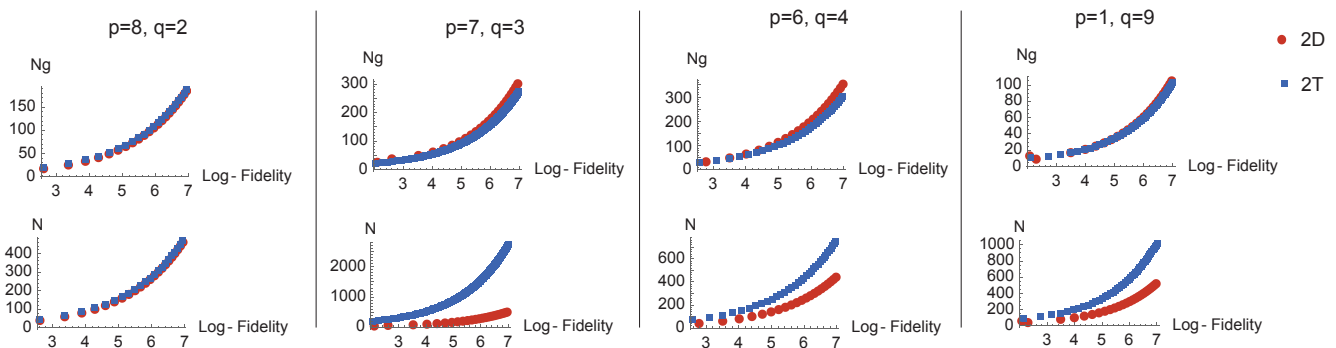 p=8, q=2
p=7, q=3
p=6, q=4
p=1, q=9
2D
2T
Ng
150
100
50
0
3 4 5 6 7
Log - Fidelity
Ng
300
200
100
0
3 4 5 6 7
Log - Fidelity
Ng
300
200
100
0
3 4 5 6 7
Log - Fidelity
Ng
100
80
60
40
20
0
3 4 5 6 7
Log - Fidelity
N
400
300
200
100
0
3 4 5 6 7
Log - Fidelity
N
2000
1000
0
3 4 5 6 7
Log - Fidelity
N
600
400
200
0
3 4 5 6 7
Log - Fidelity
N
1000
800
600
400
200
0
3 4 5 6 7
Log - Fidelity